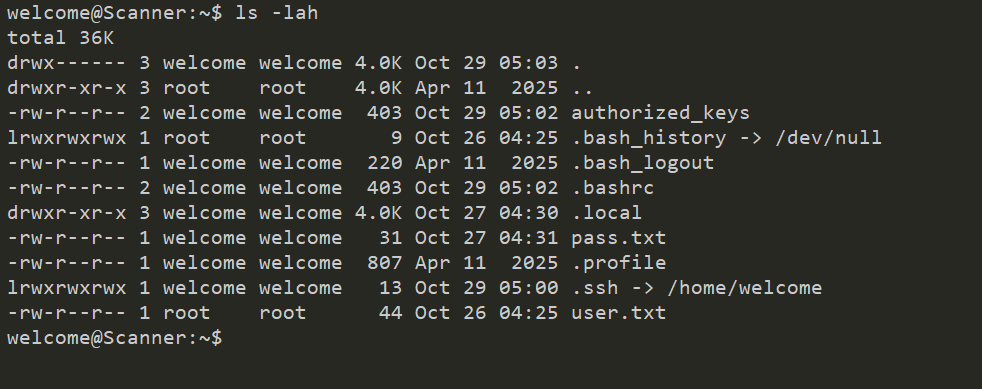 welcome@Scanner:~$ ls -lah
total 36K
drwx------ 3 welcome welcome 4.0K Oct 29 05:03 .
drwxr-xr-x 3 root    root    4.0K Apr 11  2025 ..
-rw-r--r-- 2 welcome welcome  403 Oct 29 05:02 authorized_keys
lrwxrwxrwx 1 root    root       9 Oct 26 04:25 .bash_history -> /dev/null
-rw-r--r-- 1 welcome welcome  220 Apr 11  2025 .bash_logout
-rw-r--r-- 2 welcome welcome  403 Oct 29 05:02 .bashrc
drwxr-xr-x 3 welcome welcome 4.0K Oct 27 04:30 .local
-rw-r--r-- 1 welcome welcome   31 Oct 27 04:31 pass.txt
-rw-r--r-- 1 welcome welcome  807 Apr 11  2025 .profile
lrwxrwxrwx 1 welcome welcome   13 Oct 29 05:00 .ssh -> /home/welcome
-rw-r--r-- 1 root    root      44 Oct 26 04:25 user.txt
welcome@Scanner:~$